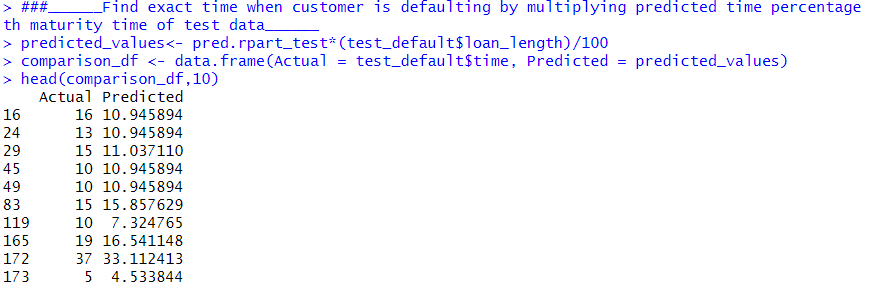 > ###______Find exact time when customer is defaulting by multiplying predicted time percentage
th maturity time of test data______
> predicted_values<- pred.rpart_test*(test_default$loan_length)/100
> comparison_df <- data.frame(Actual = test_default$time, Predicted = predicted_values)
> head(comparison_df,10)
    Actual Predicted
16      16 10.945894
24      13 10.945894
29      15 11.037110
45      10 10.945894
49      10 10.945894
83      15 15.857629
119     10  7.324765
165     19 16.541148
172     37 33.112413
173      5  4.533844